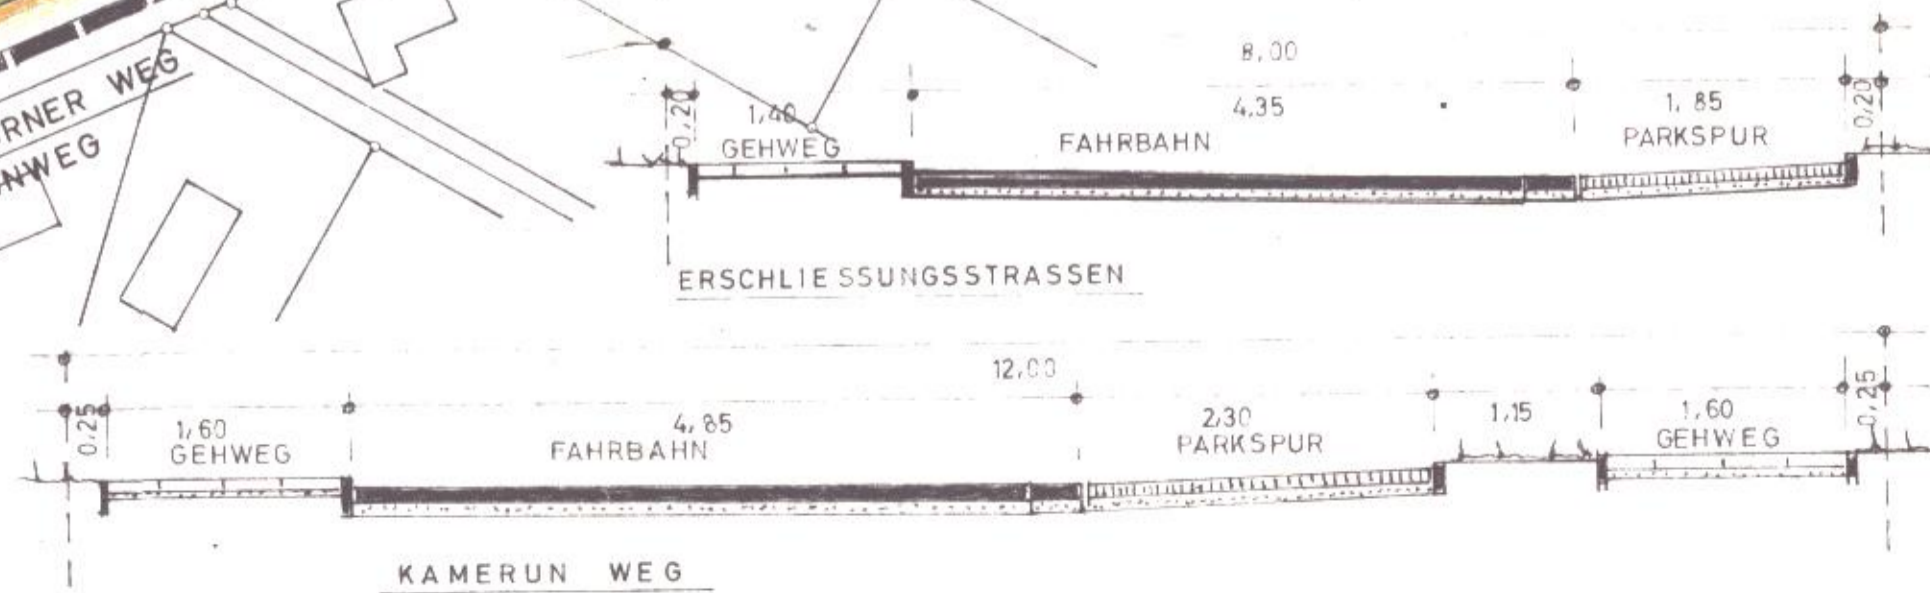 RNER WEG
NWEG
8,00
0,20 1,40 4,35 1,85 0,20
GEHWEG FAHRBAHN PARKSPUR
ERSCHLIESSUNGSSTRASSEN
12,00
0,25 1,60 4,85 2,30 1,15 1,60 0,25
GEHWEG FAHRBAHN PARKSPUR GEHWEG
KAMERUN WEG